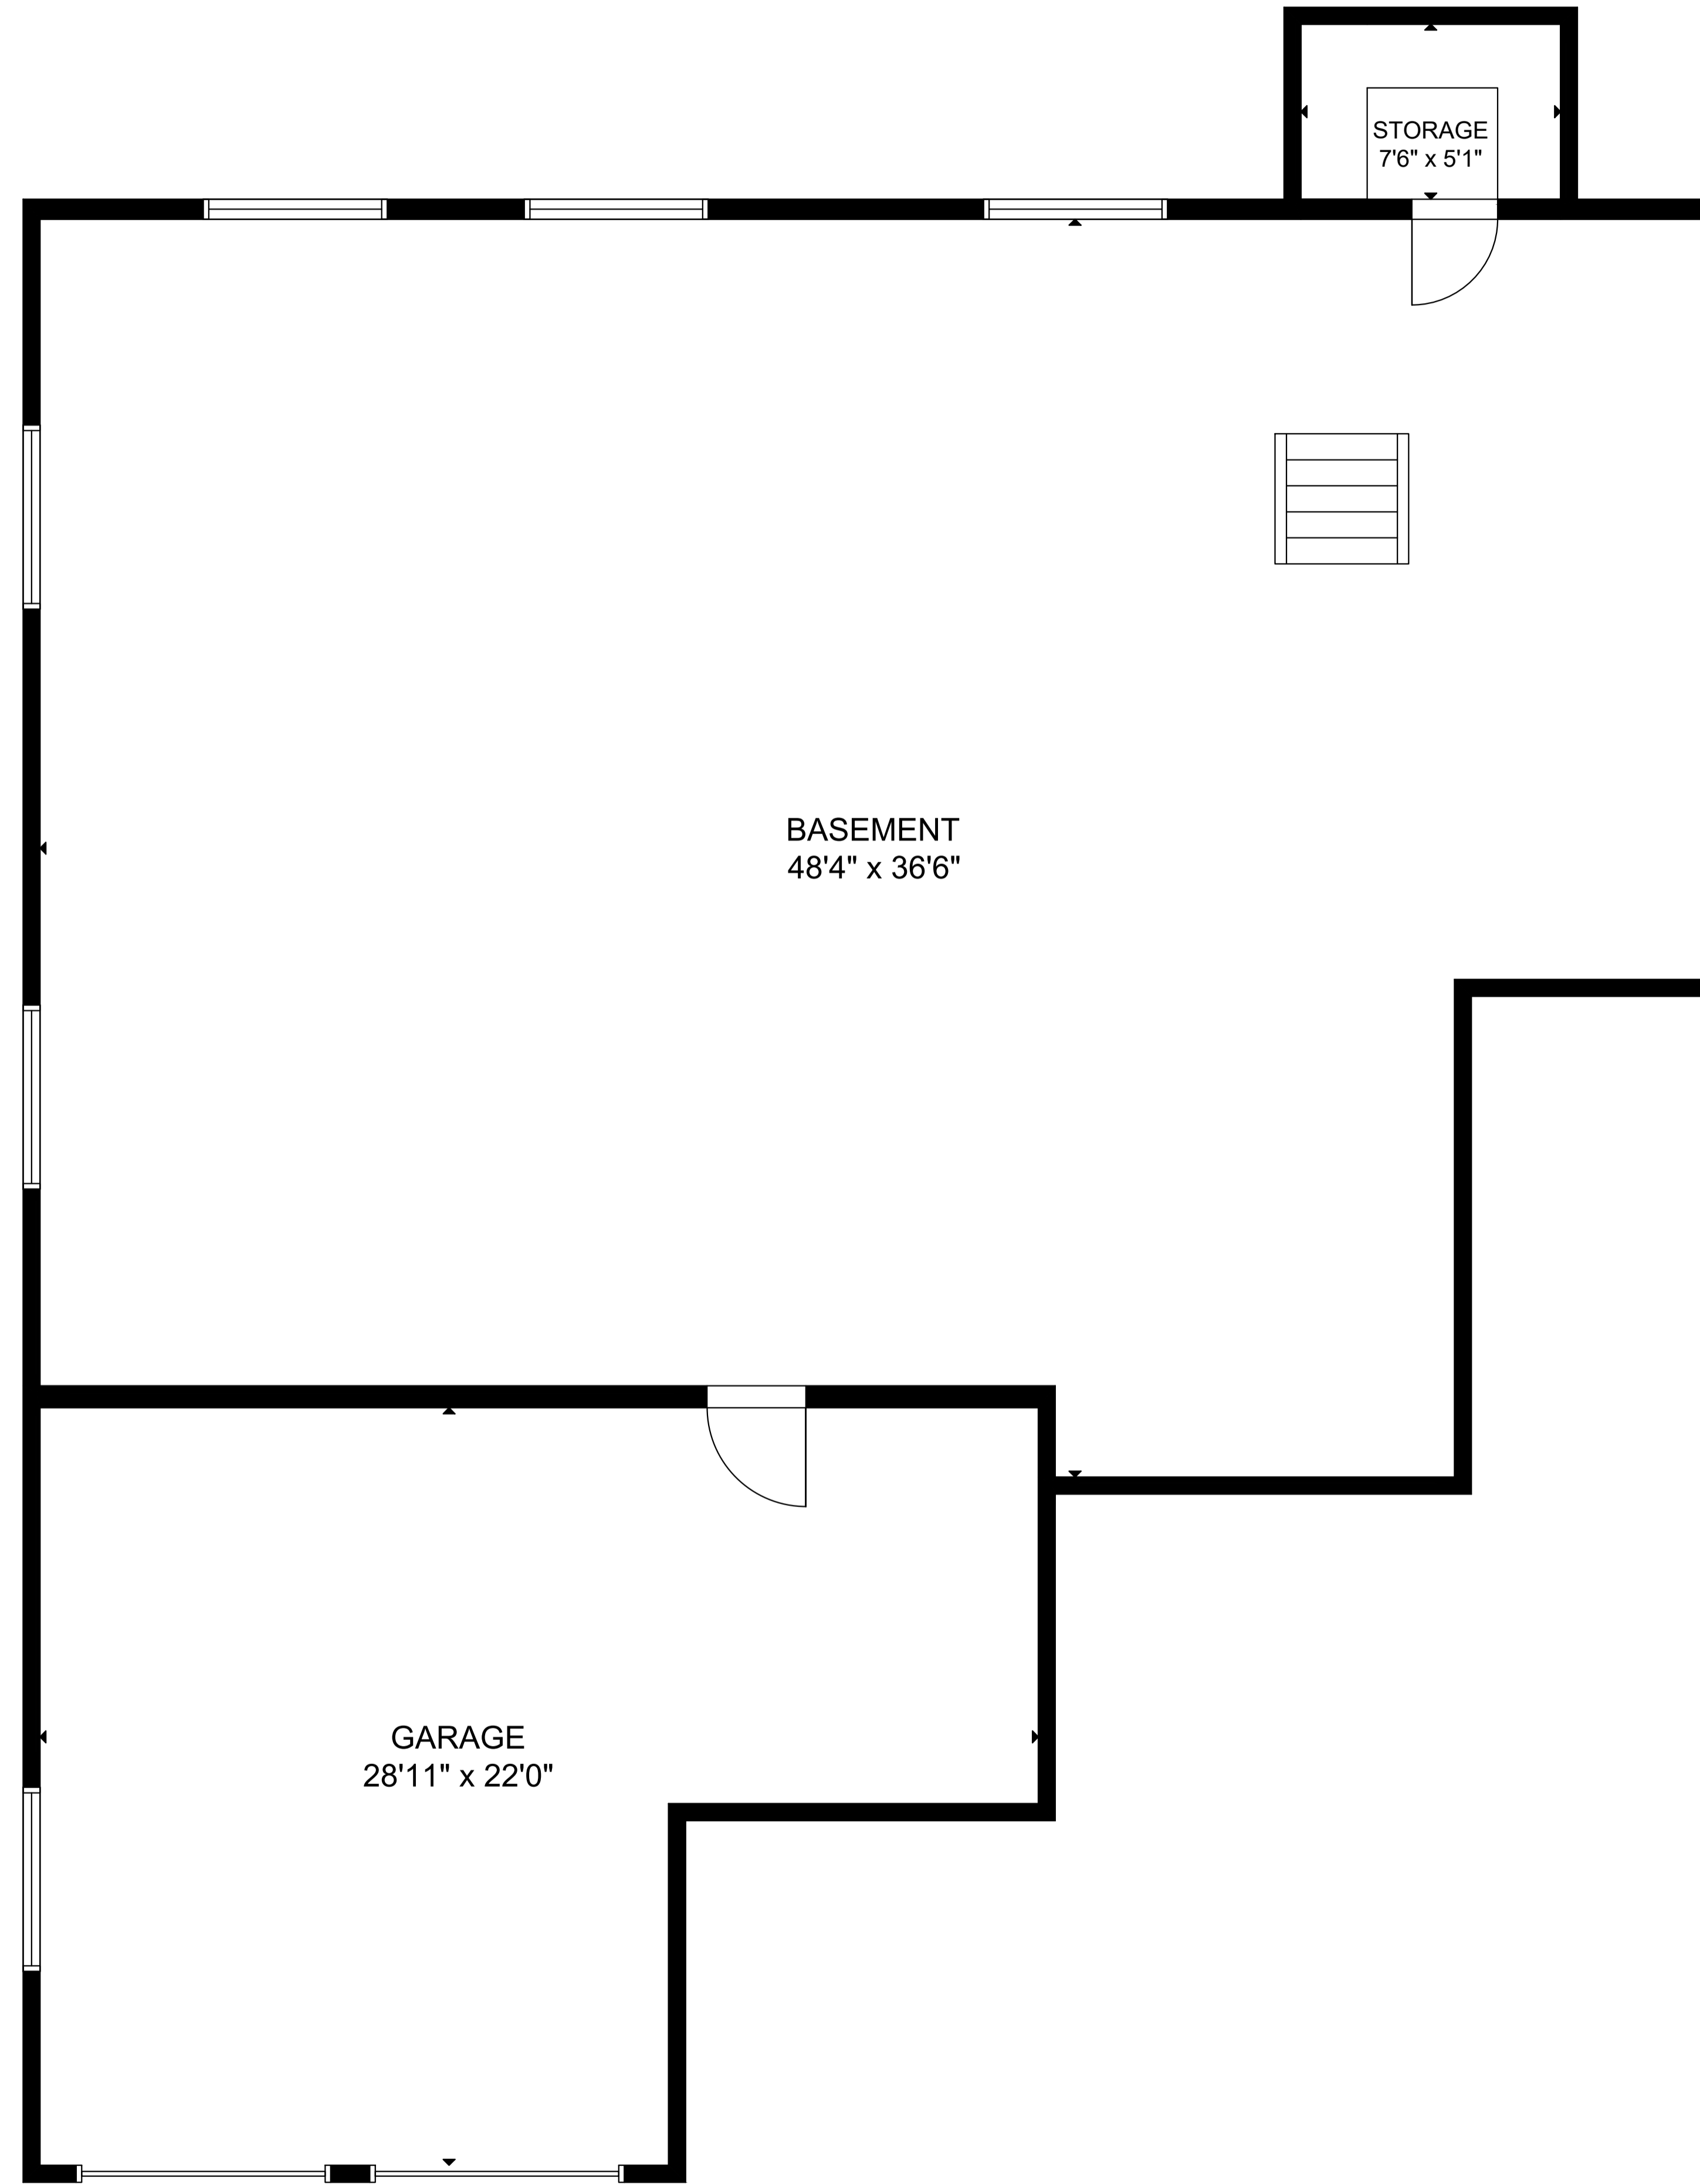 STORAGE
7'6" x 5'1"
BASEMENT
48'4" x 36'6"
GARAGE
28'11" x 22'0"